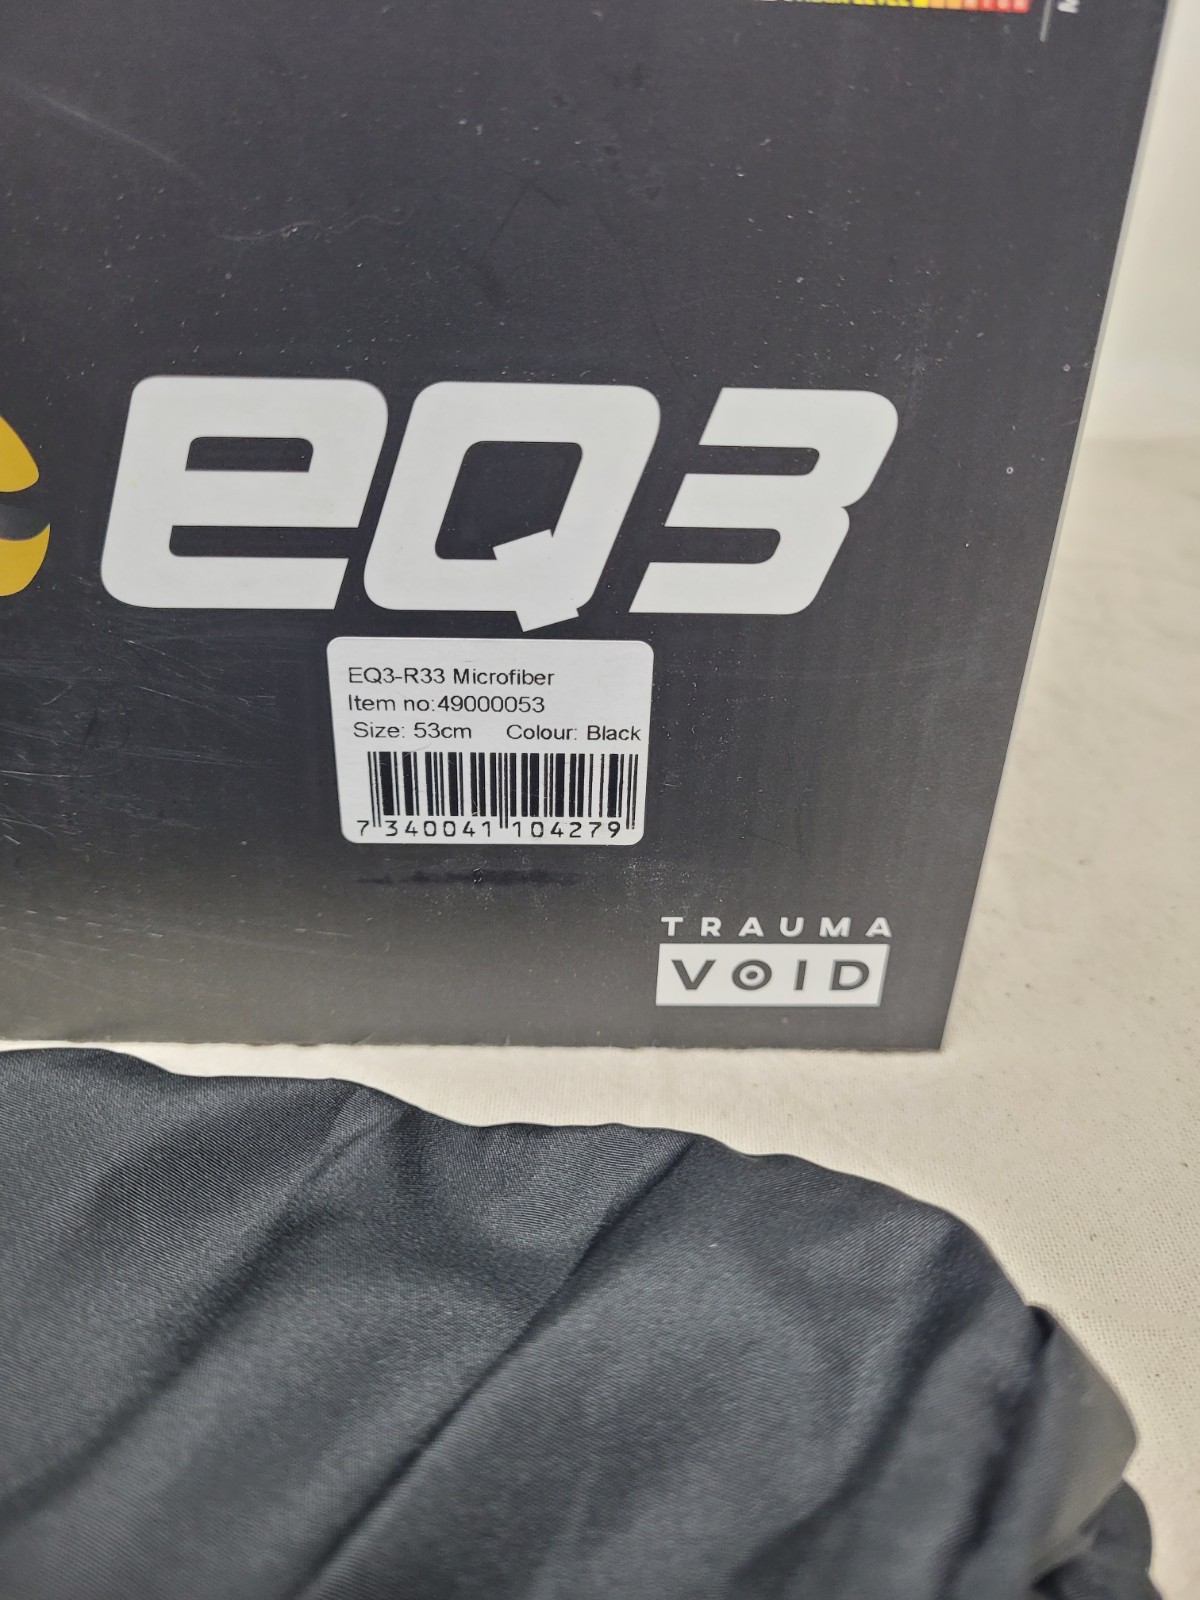 eQ3
EQ3-R33 Microfiber
Item no:49000053
Size: 53cm Colour: Black
7 340041 104279
TRAUMA
VOID